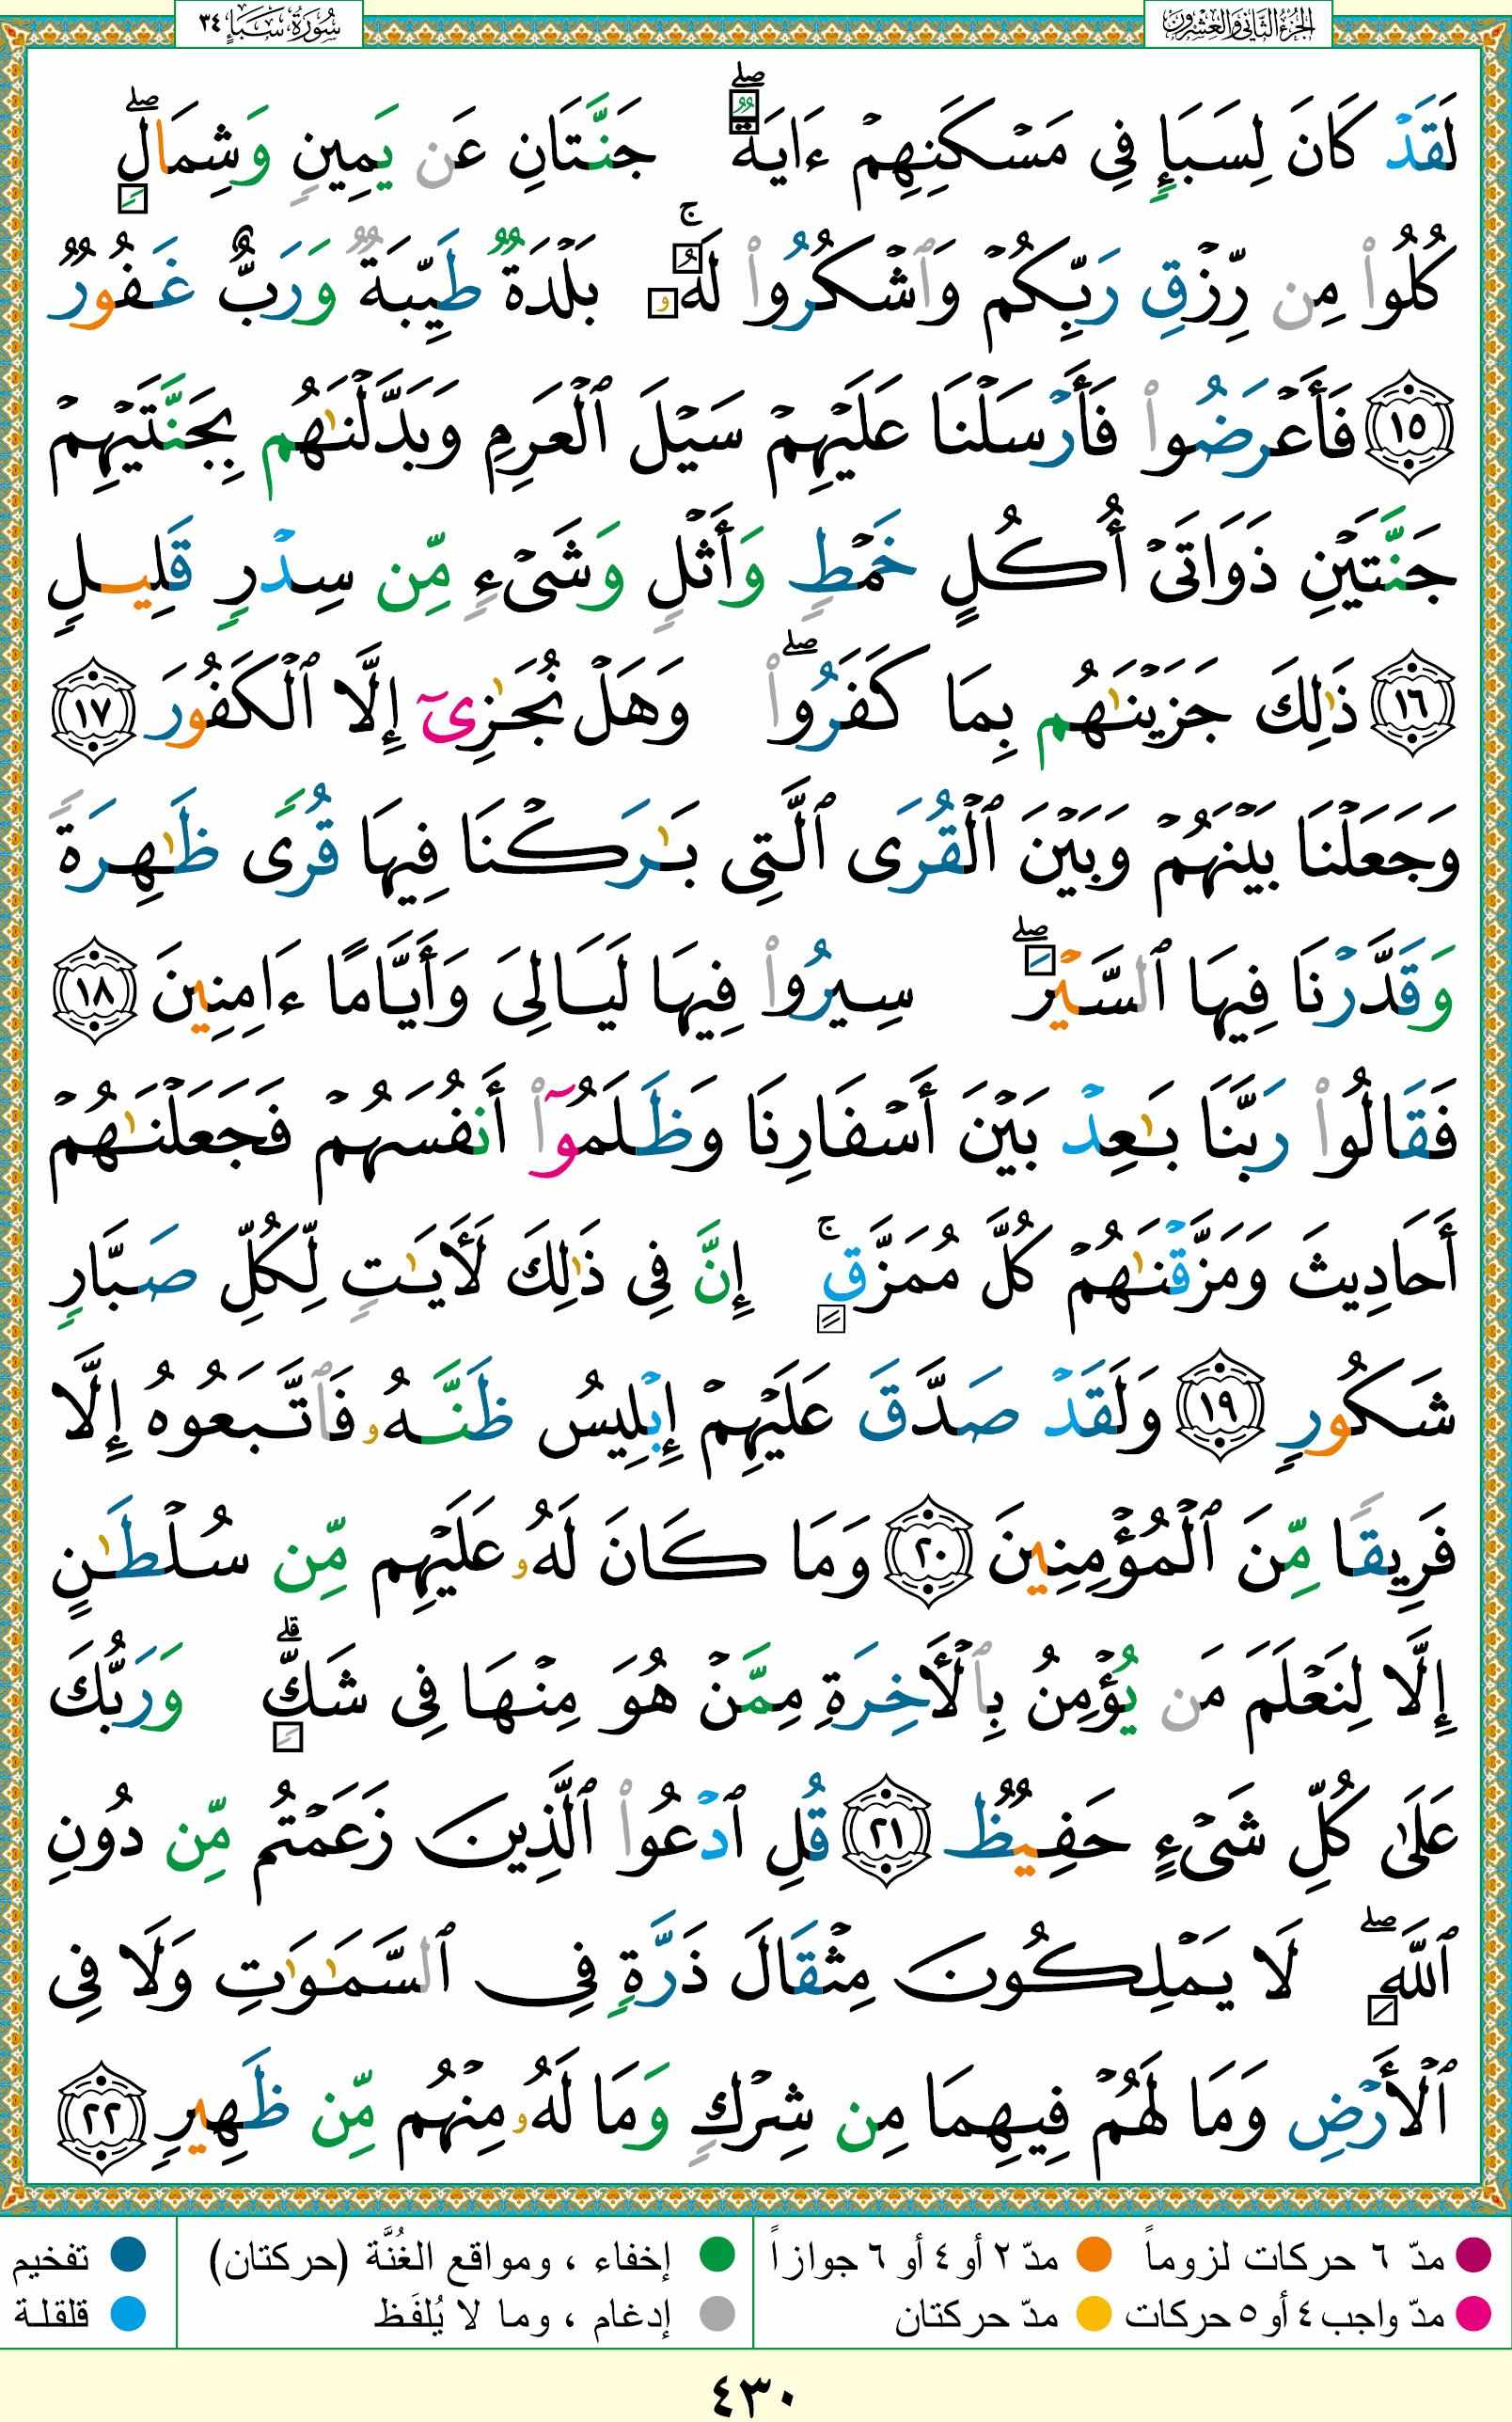 الجزء الثاني والعشرون
سورة سبإ ٣٤
لَقَدۡ كَانَ لِسَبَإٖ فِي مَسۡكَنِهِمۡ ءَايَةٞۖ جَنَّتَانِ عَن يَمِينٖ وَشِمَالٖۖ
كُلُواْ مِن رِّزۡقِ رَبِّكُمۡ وَٱشۡكُرُواْ لَهُۥۚ بَلۡدَةٞ طَيِّبَةٞ وَرَبٌّ غَفُورٞ
١٥ فَأَعۡرَضُواْ فَأَرۡسَلۡنَا عَلَيۡهِمۡ سَيۡلَ ٱلۡعَرِمِ وَبَدَّلۡنَٰهُم بِجَنَّتَيۡهِمۡ
جَنَّتَيۡنِ ذَوَاتَيۡ أُكُلٍ خَمۡطٖ وَأَثۡلٖ وَشَيۡءٖ مِّن سِدۡرٖ قَلِيلٖ
١٦ ذَٰلِكَ جَزَيۡنَٰهُم بِمَا كَفَرُواْۖ وَهَلۡ نُجَٰزِيٓ إِلَّا ٱلۡكَفُورَ ١٧
وَجَعَلۡنَا بَيۡنَهُمۡ وَبَيۡنَ ٱلۡقُرَى ٱلَّتِي بَٰرَكۡنَا فِيهَا قُرٗى ظَٰهِرَةٗ
وَقَدَّرۡنَا فِيهَا ٱلسَّيۡرَۖ سِيرُواْ فِيهَا لَيَالِيَ وَأَيَّامًا ءَامِنِينَ ١٨
فَقَالُواْ رَبَّنَا بَٰعِدۡ بَيۡنَ أَسۡفَارِنَا وَظَلَمُوٓاْ أَنفُسَهُمۡ فَجَعَلۡنَٰهُمۡ
أَحَادِيثَ وَمَزَّقۡنَٰهُمۡ كُلَّ مُمَزَّقٍۚ إِنَّ فِي ذَٰلِكَ لَأٓيَٰتٖ لِّكُلِّ صَبَّارٖ
شَكُورٖ ١٩ وَلَقَدۡ صَدَّقَ عَلَيۡهِمۡ إِبۡلِيسُ ظَنَّهُۥ فَٱتَّبَعُوهُ إِلَّا
فَرِيقٗا مِّنَ ٱلۡمُؤۡمِنِينَ ٢٠ وَمَا كَانَ لَهُۥ عَلَيۡهِم مِّن سُلۡطَٰنٍ
إِلَّا لِنَعۡلَمَ مَن يُؤۡمِنُ بِٱلۡأٓخِرَةِ مِمَّنۡ هُوَ مِنۡهَا فِي شَكّٖۗ وَرَبُّكَ
عَلَىٰ كُلِّ شَيۡءٍ حَفِيظٞ ٢١ قُلِ ٱدۡعُواْ ٱلَّذِينَ زَعَمۡتُم مِّن دُونِ
ٱللَّهِۖ لَا يَمۡلِكُونَ مِثۡقَالَ ذَرَّةٖ فِي ٱلسَّمَٰوَٰتِ وَلَا فِي
ٱلۡأَرۡضِ وَمَا لَهُمۡ فِيهِمَا مِن شِرۡكٖ وَمَا لَهُۥ مِنۡهُم مِّن ظَهِيرٖ ٢٢
مدّ ٦ حركات لزوماً مدّ ٢ أو ٤ أو ٦ جوازاً إخفاء ، ومواقع الغُنَّة (حركتان) تفخيم
مدّ واجب ٤ أو ٥ حركات مدّ حركتان إدغام ، وما لا يُلفَظ قلقلة
٤٣٠